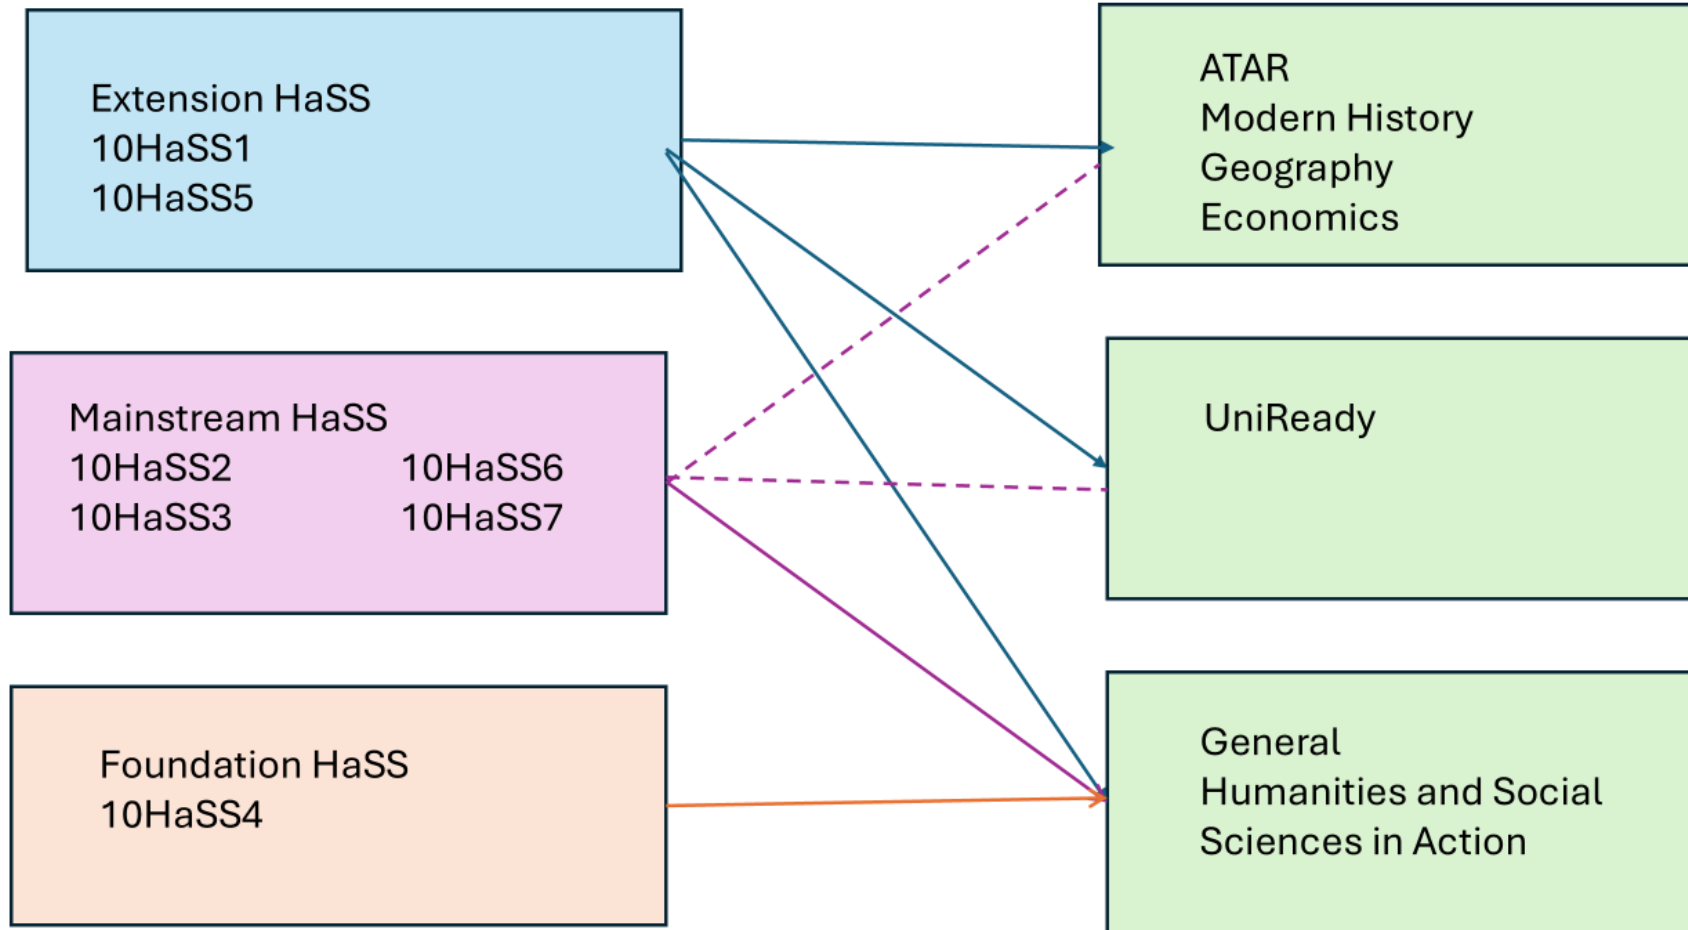 Extension HaSS
10HaSS1
10HaSS5
ATAR
Modern History
Geography
Economics
Mainstream HaSS
10HaSS2 10HaSS6
10HaSS3 10HaSS7
UniReady
Foundation HaSS
10HaSS4
General
Humanities and Social
Sciences in Action